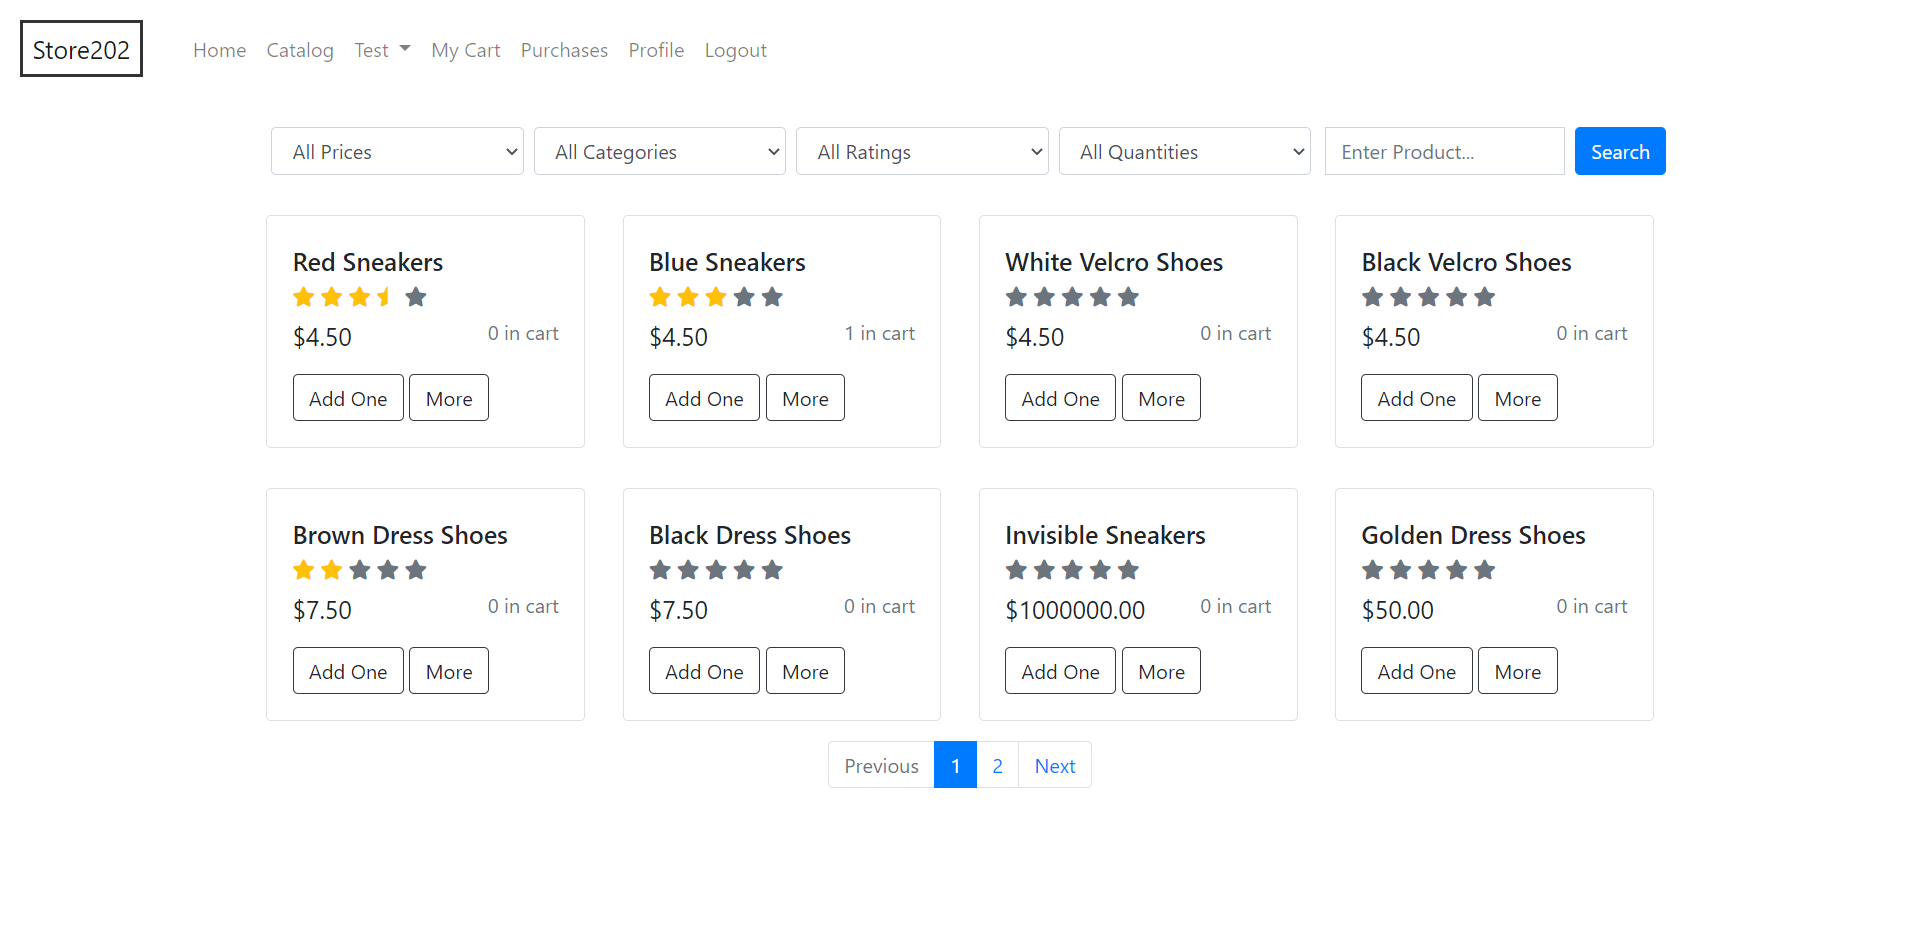 Store202
Home Catalog Test My Cart Purchases Profile Logout
All Prices All Categories All Ratings All Quantities Enter Product... Search
Red Sneakers
$4.50 0 in cart
Add One More
Blue Sneakers
$4.50 1 in cart
Add One More
White Velcro Shoes
$4.50 0 in cart
Add One More
Black Velcro Shoes
$4.50 0 in cart
Add One More
Brown Dress Shoes
$7.50 0 in cart
Add One More
Black Dress Shoes
$7.50 0 in cart
Add One More
Invisible Sneakers
$1000000.00 0 in cart
Add One More
Golden Dress Shoes
$50.00 0 in cart
Add One More
Previous 1 2 Next